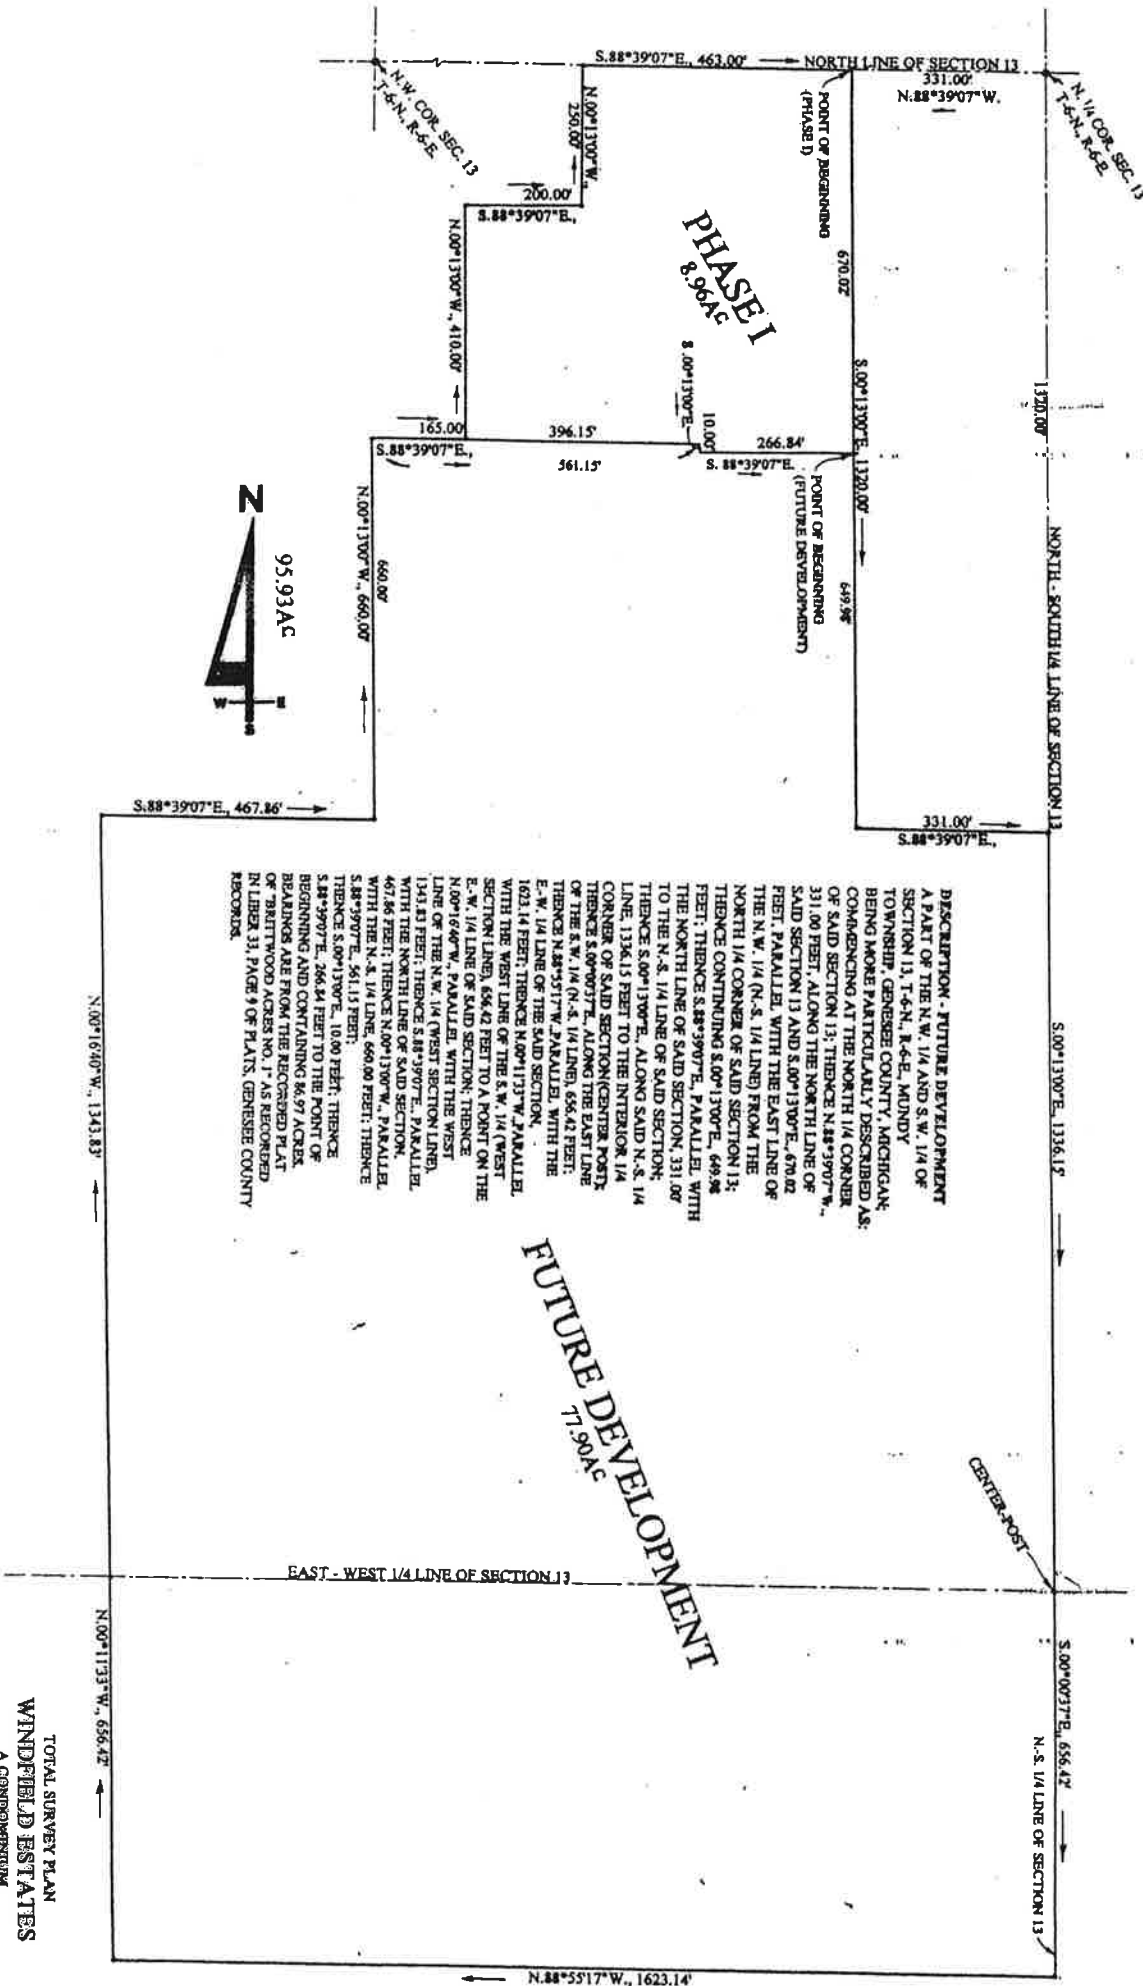 N.W. COR. SEC. 13
T-6-N., R-6-E.
S.88°39'07"E., 463.00'
NORTH LINE OF SECTION 13
331.00'
N.88°39'07"W.
N. 1/4 COR. SEC. 13
T-6-N., R-6-E.
N.00°13'00"W.,
250.00'
200.00'
S.88°39'07"E.,
POINT OF BEGINNING
(PHASE I)
PHASE I
8.96AC
670.02'
N.00°13'00"W., 410.00'
S.00°13'00"E.
10.00'
1320.00'
S.00°13'00"E., 1320.00'
165.00'
S.88°39'07"E.,
396.15'
561.15'
266.84'
S. 88°39'07"E.
POINT OF BEGINNING
(FUTURE DEVELOPMENT)
NORTH - SOUTH 1/4 LINE OF SECTION 13
649.98'
N
95.93AC
W
E
S
660.00'
N.00°13'00"W., 660.00'
S.88°39'07"E., 467.86'
331.00'
S.88°39'07"E.,
DESCRIPTION - FUTURE DEVELOPMENT
A PART OF THE N.W. 1/4 AND S.W. 1/4 OF
SECTION 13, T-6-N., R-6-E., MUNDY
TOWNSHIP, GENESEE COUNTY, MICHIGAN;
BEING MORE PARTICULARLY DESCRIBED AS:
COMMENCING AT THE NORTH 1/4 CORNER
OF SAID SECTION 13; THENCE N.88°39'07"W.,
331.00 FEET, ALONG THE NORTH LINE OF
SAID SECTION 13 AND S.00°13'00"E., 670.02
FEET, PARALLEL WITH THE EAST LINE OF
THE N.W. 1/4 (N.-S. 1/4 LINE) FROM THE
NORTH 1/4 CORNER OF SAID SECTION 13;
THENCE CONTINUING S.00°13'00"E., 649.98
FEET; THENCE S.88°39'07"E., PARALLEL WITH
THE NORTH LINE OF SAID SECTION, 331.00'
TO THE N.-S. 1/4 LINE OF SAID SECTION;
THENCE S.00°13'00"E., ALONG SAID N.-S. 1/4
LINE, 1336.15 FEET TO THE INTERIOR 1/4
CORNER OF SAID SECTION (CENTER POST);
THENCE S.00°00'37"E., ALONG THE EAST LINE
OF THE S.W. 1/4 (N.-S. 1/4 LINE), 656.42 FEET;
THENCE N.88°55'17"W., PARALLEL WITH THE
E.-W. 1/4 LINE OF THE SAID SECTION,
1623.14 FEET; THENCE N.00°11'33"W., PARALLEL
WITH THE WEST LINE OF THE S.W. 1/4 (WEST
SECTION LINE), 656.42 FEET TO A POINT ON THE
E.-W. 1/4 LINE OF SAID SECTION; THENCE
N.00°16'40"W., PARALLEL WITH THE WEST
LINE OF THE N.W. 1/4 (WEST SECTION LINE),
1343.83 FEET; THENCE S.88°39'07"E., PARALLEL
WITH THE NORTH LINE OF SAID SECTION,
467.86 FEET; THENCE N.00°13'00"W., PARALLEL
WITH THE N.-S. 1/4 LINE, 660.00 FEET; THENCE
S.88°39'07"E., 561.15 FEET;
THENCE S.00°13'00"E., 10.00 FEET; THENCE
S.88°39'07"E., 266.84 FEET TO THE POINT OF
BEGINNING AND CONTAINING 86.97 ACRES.
BEARINGS ARE FROM THE RECORDED PLAT
OF "BRITTWOOD ACRES NO. 1" AS RECORDED
IN LIBER 33, PAGE 9 OF PLATS, GENESEE COUNTY
RECORDS.
S.00°13'00"E., 1336.15'
N.00°16'40"W., 1343.83'
FUTURE DEVELOPMENT
77.90AC
CENTER-POST
EAST - WEST 1/4 LINE OF SECTION 13
S.00°00'37"E., 656.42'
N.-S. 1/4 LINE OF SECTION 13
N.00°11'33"W., 656.42'
N.88°55'17"W., 1623.14'
TOTAL SURVEY PLAN
WINDFIELD ESTATES
A CONDOMINIUM